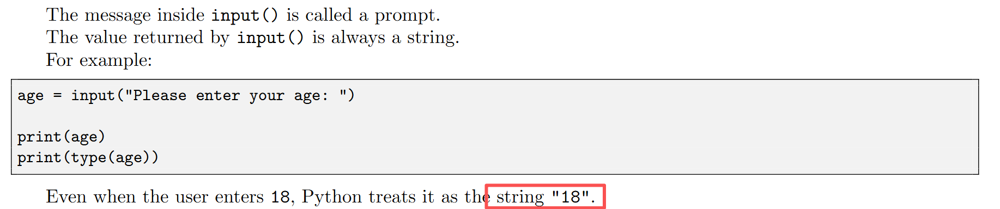 The message inside input() is called a prompt.
The value returned by input() is always a string.
For example:
age = input("Please enter your age: ")
print(age)
print(type(age))
Even when the user enters 18, Python treats it as the string "18".